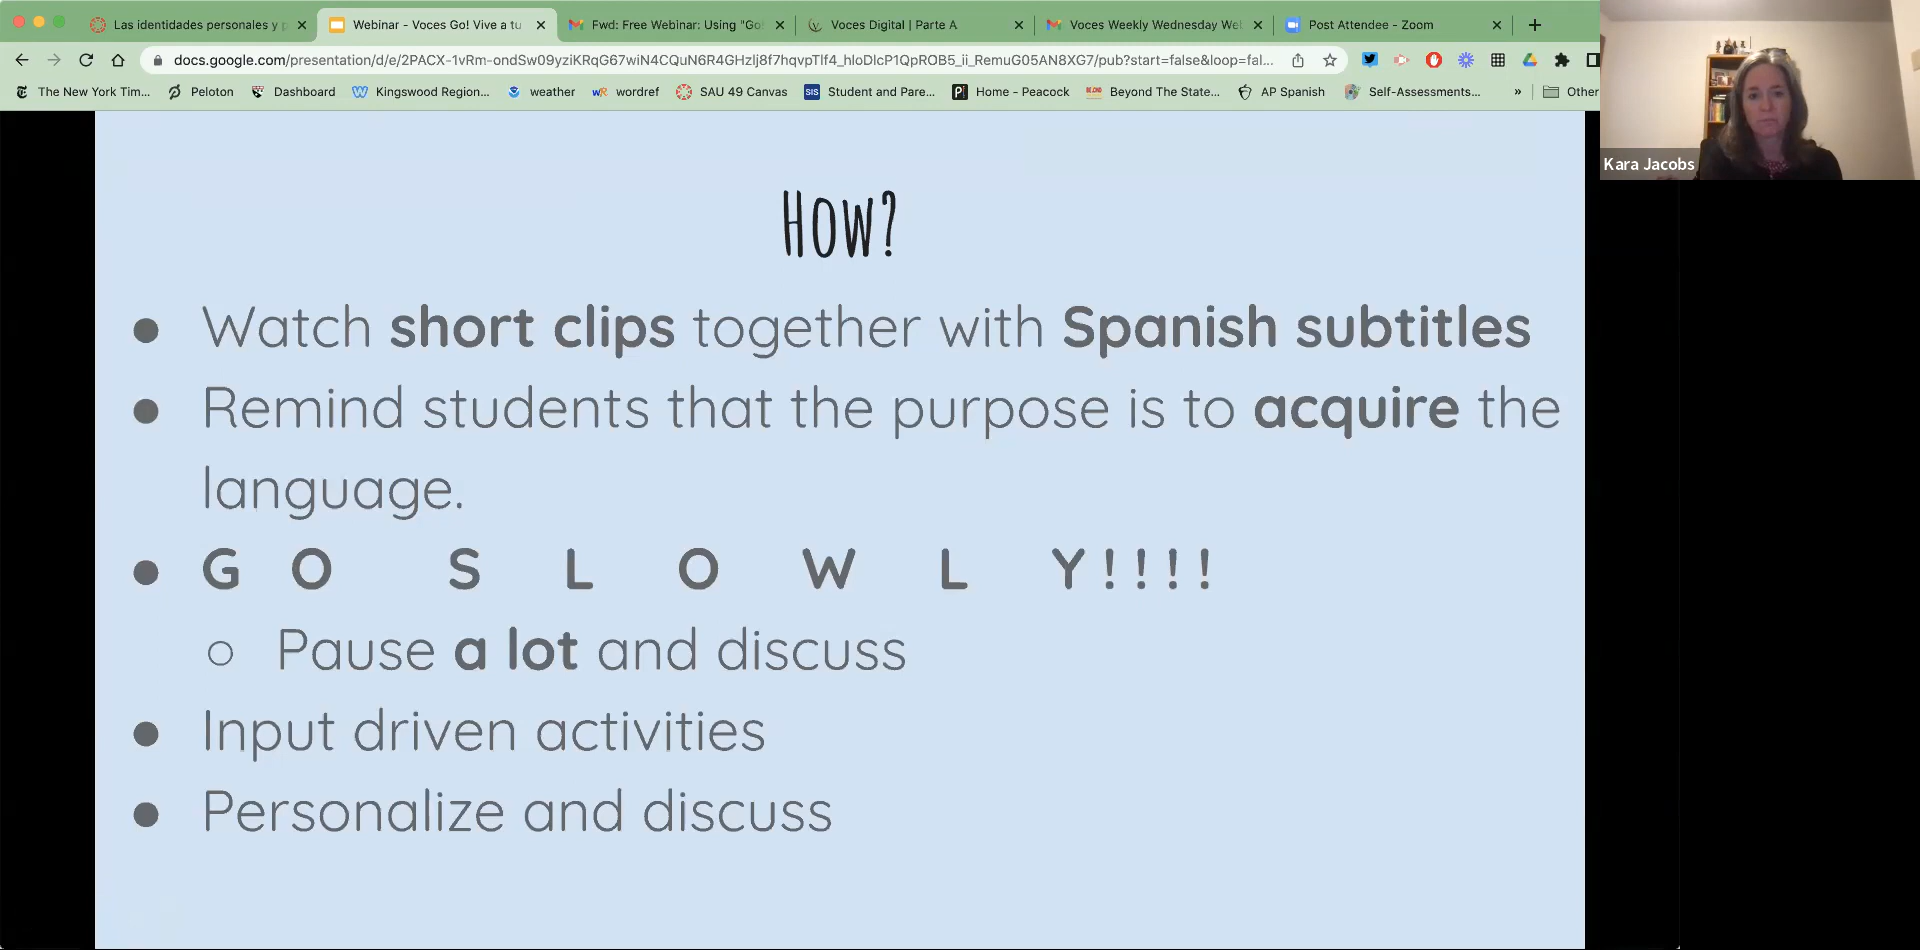 Las identidades personales y p
Webinar - Voces Go! Vive a tu
Fwd: Free Webinar: Using "Go!
Voces Digital | Parte A
Voces Weekly Wednesday We
Post Attendee - Zoom
docs.google.com/presentation/d/e/2PACX-1vRm-ondSw09yziKRqG67wiN4CQuN6R4GHzlj8f7hqvpTlf4_hloDlcP1QpROB5_ii_RemuG05AN8XG7/pub?start=false&loop=fal...
The New York Tim...
Peloton
Dashboard
Kingswood Region...
weather
wordref
SAU 49 Canvas
Student and Pare...
Home - Peacock
Beyond The State...
AP Spanish
Self-Assessments...
» Other
Kara Jacobs
HOW?
● Watch short clips together with Spanish subtitles
● Remind students that the purpose is to acquire the
language.
● G O S L O W L Y!!!!
○ Pause a lot and discuss
● Input driven activities
● Personalize and discuss